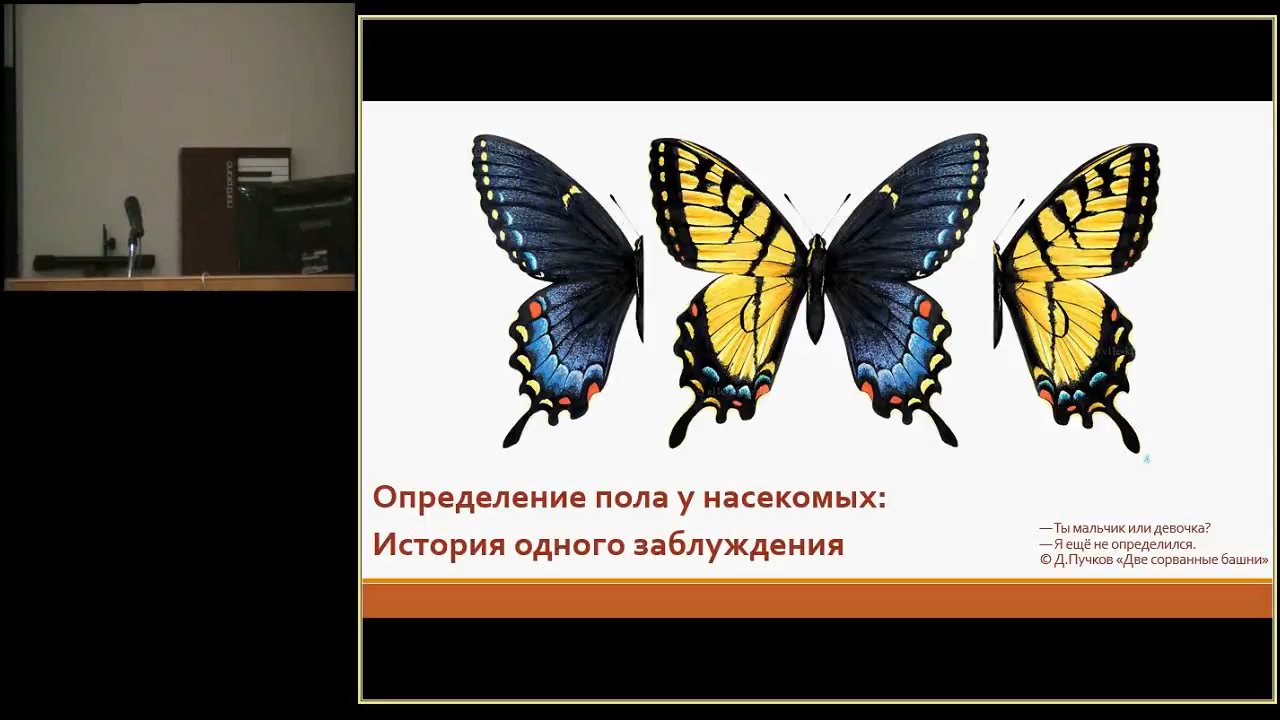 Определение пола у насекомых:
История одного заблуждения
— Ты мальчик или девочка?
— Я ещё не определился.
© Д.Пучков «Две сорванные башни»